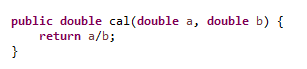 public double cal(double a, double b) {
    return a/b;
}